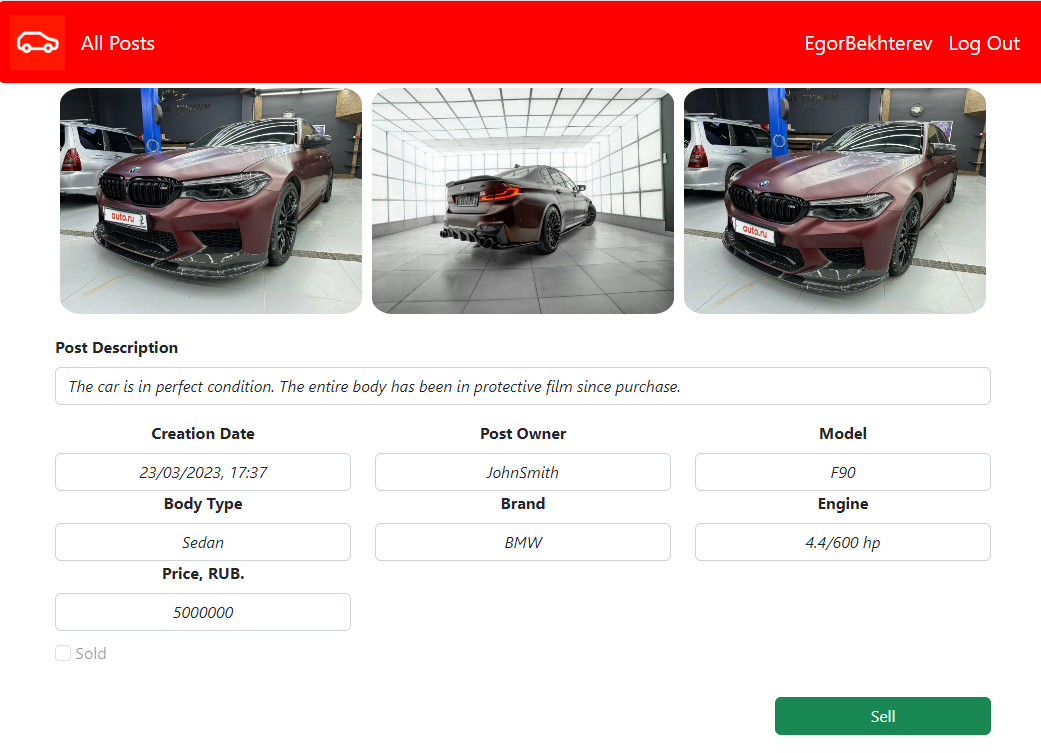 All Posts
EgorBekhterev Log Out
auto.ru
auto.ru
Post Description
The car is in perfect condition. The entire body has been in protective film since purchase.
Creation Date Post Owner Model
23/03/2023, 17:37 JohnSmith F90
Body Type Brand Engine
Sedan BMW 4.4/600 hp
Price, RUB.
5000000
Sold
Sell